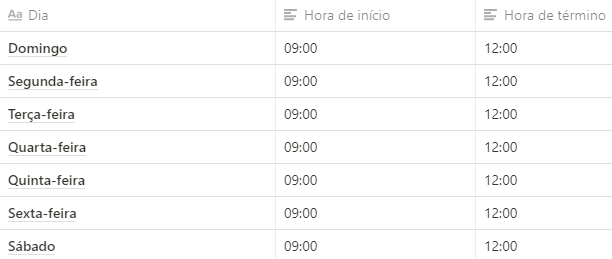 Aa Dia Hora de início Hora de término
Domingo 09:00 12:00
Segunda-feira 09:00 12:00
Terça-feira 09:00 12:00
Quarta-feira 09:00 12:00
Quinta-feira 09:00 12:00
Sexta-feira 09:00 12:00
Sábado 09:00 12:00